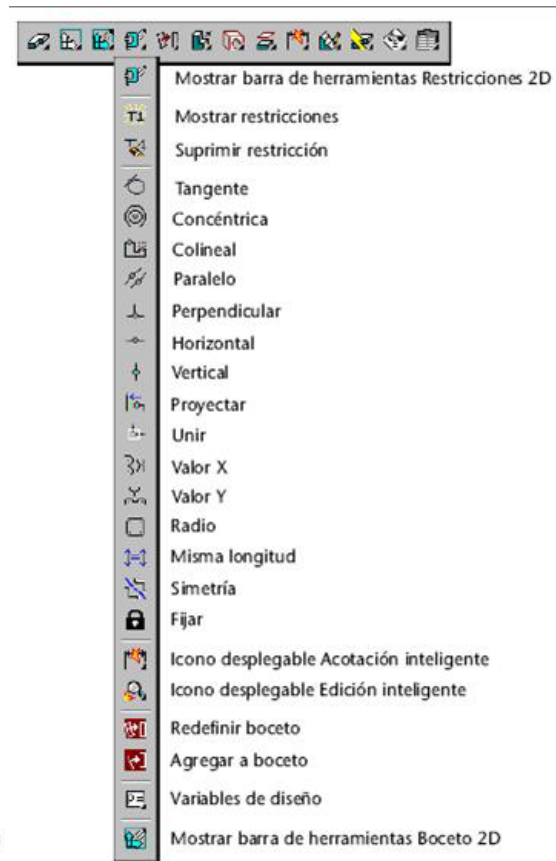 Mostrar barra de herramientas Restricciones 2D
Mostrar restricciones
Suprimir restricción
Tangente
Concéntrica
Colineal
Paralelo
Perpendicular
Horizontal
Vertical
Proyectar
Unir
Valor X
Valor Y
Radio
Misma longitud
Simetría
Fijar
Icono desplegable Acotación inteligente
Icono desplegable Edición inteligente
Redefinir boceto
Agregar a boceto
Variables de diseño
Mostrar barra de herramientas Boceto 2D